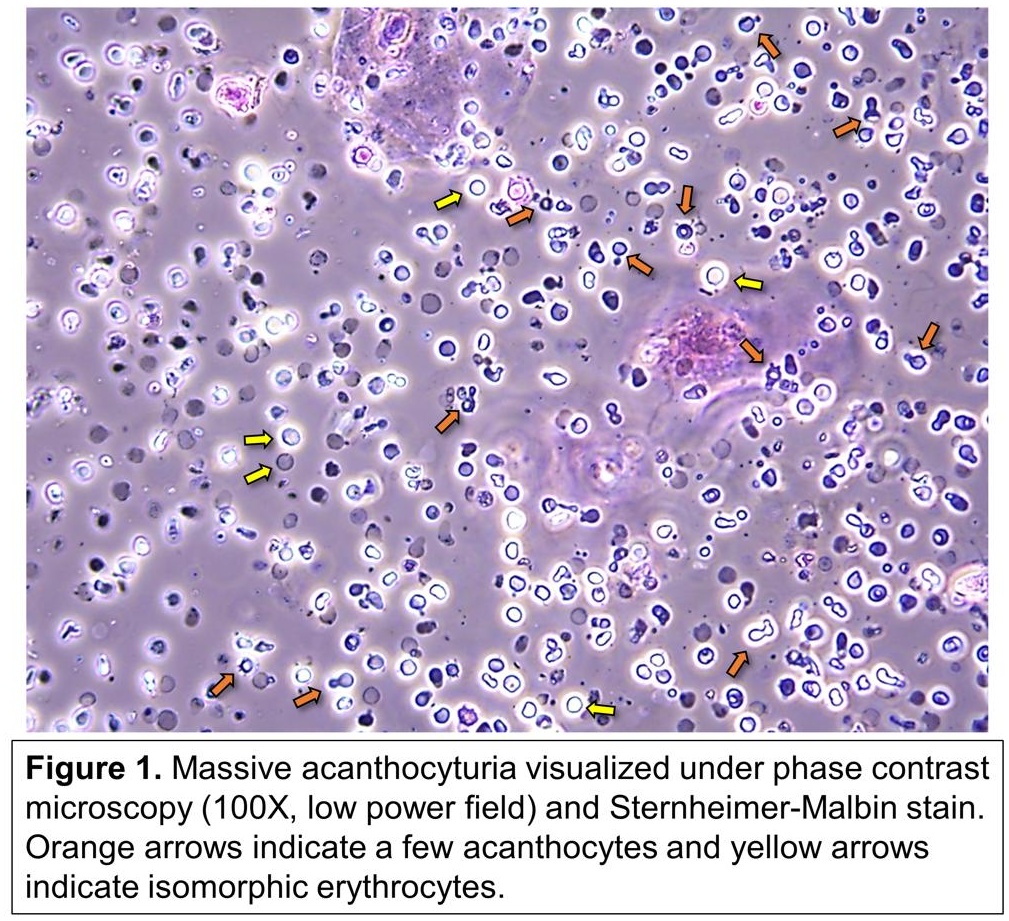 Figure 1. Massive acanthocyturia visualized under phase contrast
microscopy (100X, low power field) and Sternheimer-Malbin stain.
Orange arrows indicate a few acanthocytes and yellow arrows
indicate isomorphic erythrocytes.